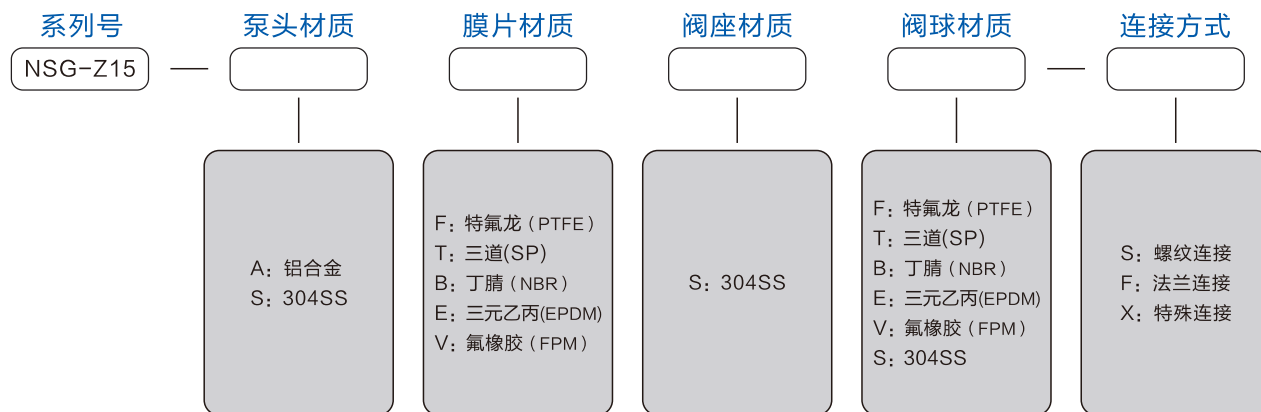 系列号 泵头材质 膜片材质 阀座材质 阀球材质 连接方式
NSG-Z15
A: 铝合金
S: 304SS
F: 特氟龙（PTFE）
T: 三道(SP)
B: 丁腈（NBR）
E: 三元乙丙(EPDM)
V: 氟橡胶（FPM）
S: 304SS
F: 特氟龙（PTFE）
T: 三道(SP)
B: 丁腈（NBR）
E: 三元乙丙(EPDM)
V: 氟橡胶（FPM）
S: 304SS
S: 螺纹连接
F: 法兰连接
X: 特殊连接